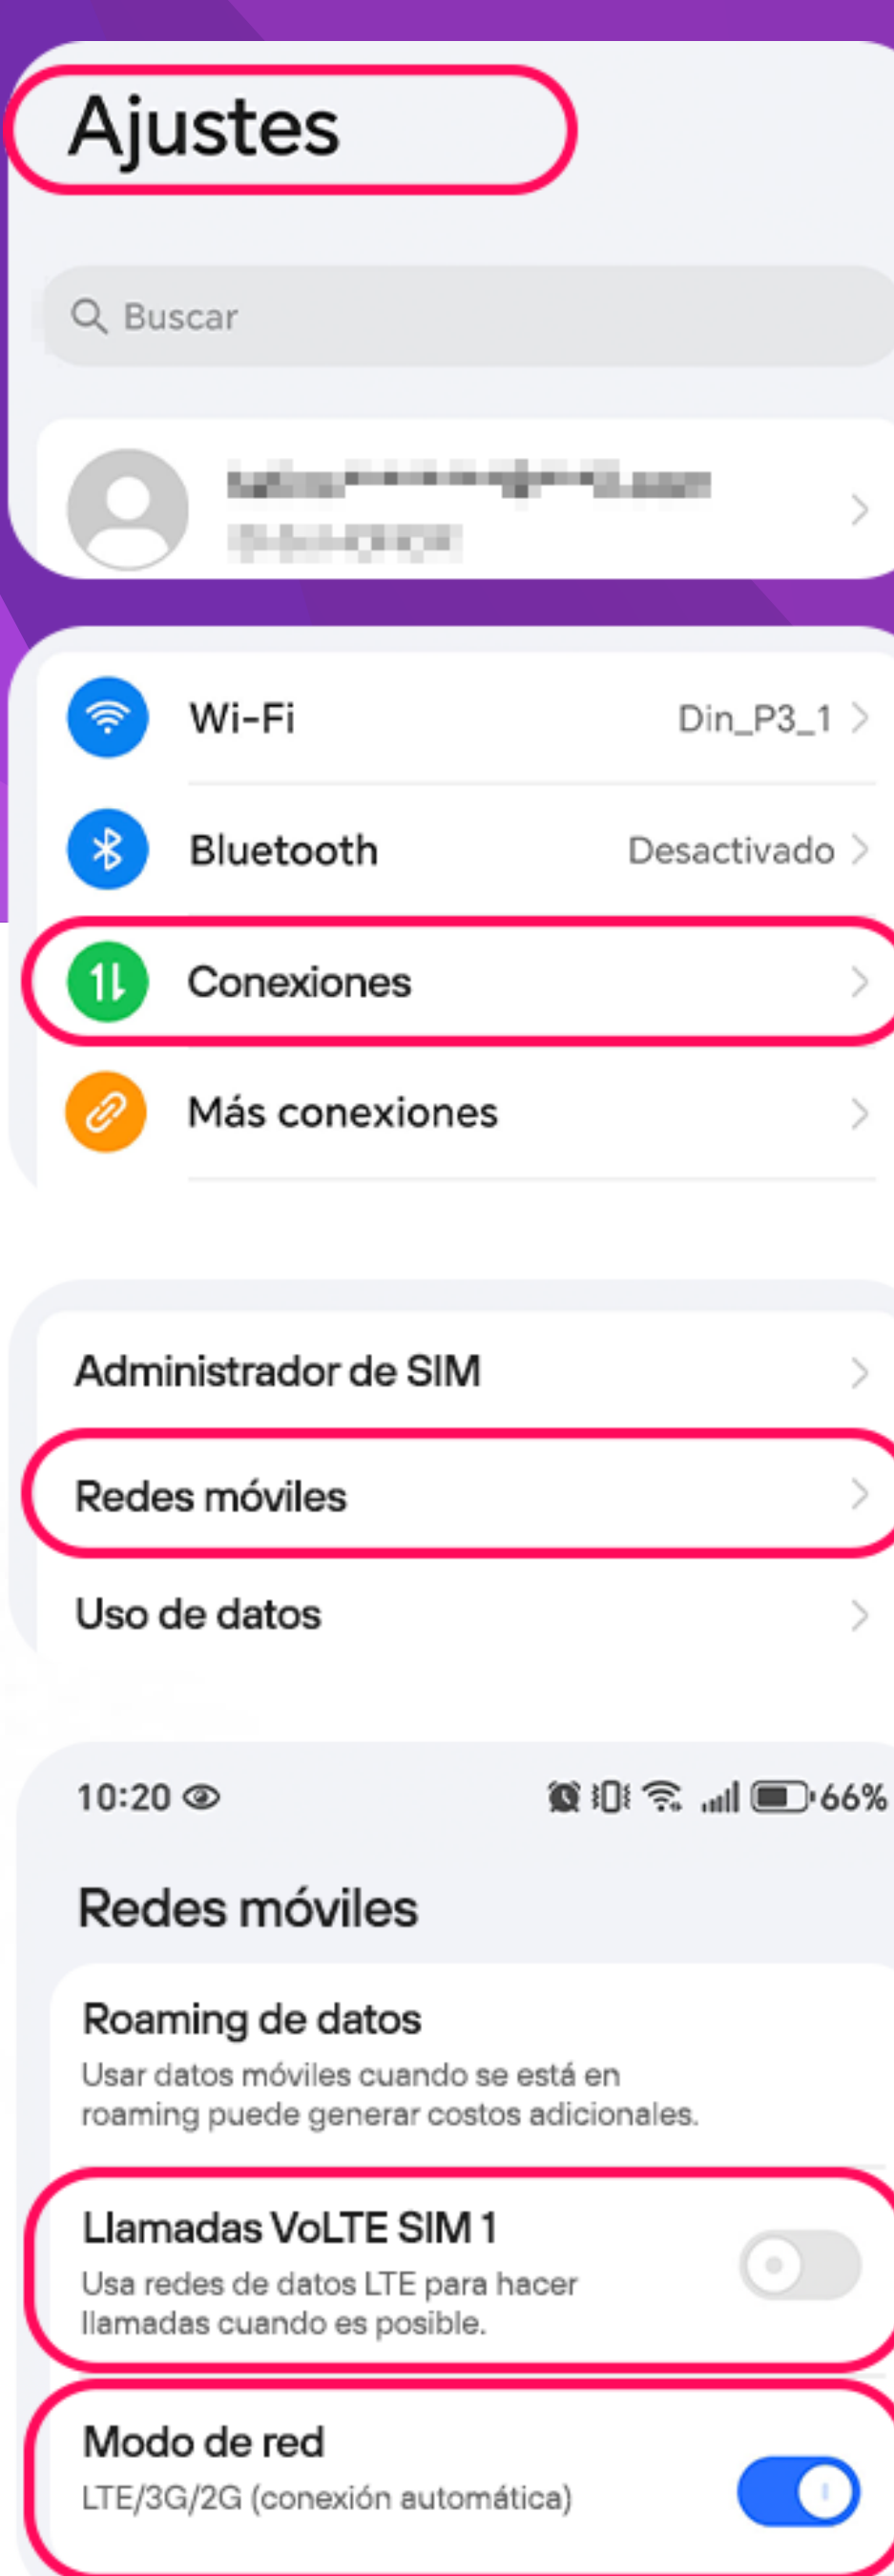 Ajustes
Buscar
Wi-Fi
Din_P3_1
Bluetooth
Desactivado
Conexiones
Más conexiones
Administrador de SIM
Redes móviles
Uso de datos
10:20
66%
Redes móviles
Roaming de datos
Usar datos móviles cuando se está en
roaming puede generar costos adicionales.
Llamadas VoLTE SIM 1
Usa redes de datos LTE para hacer
llamadas cuando es posible.
Modo de red
LTE/3G/2G (conexión automática)